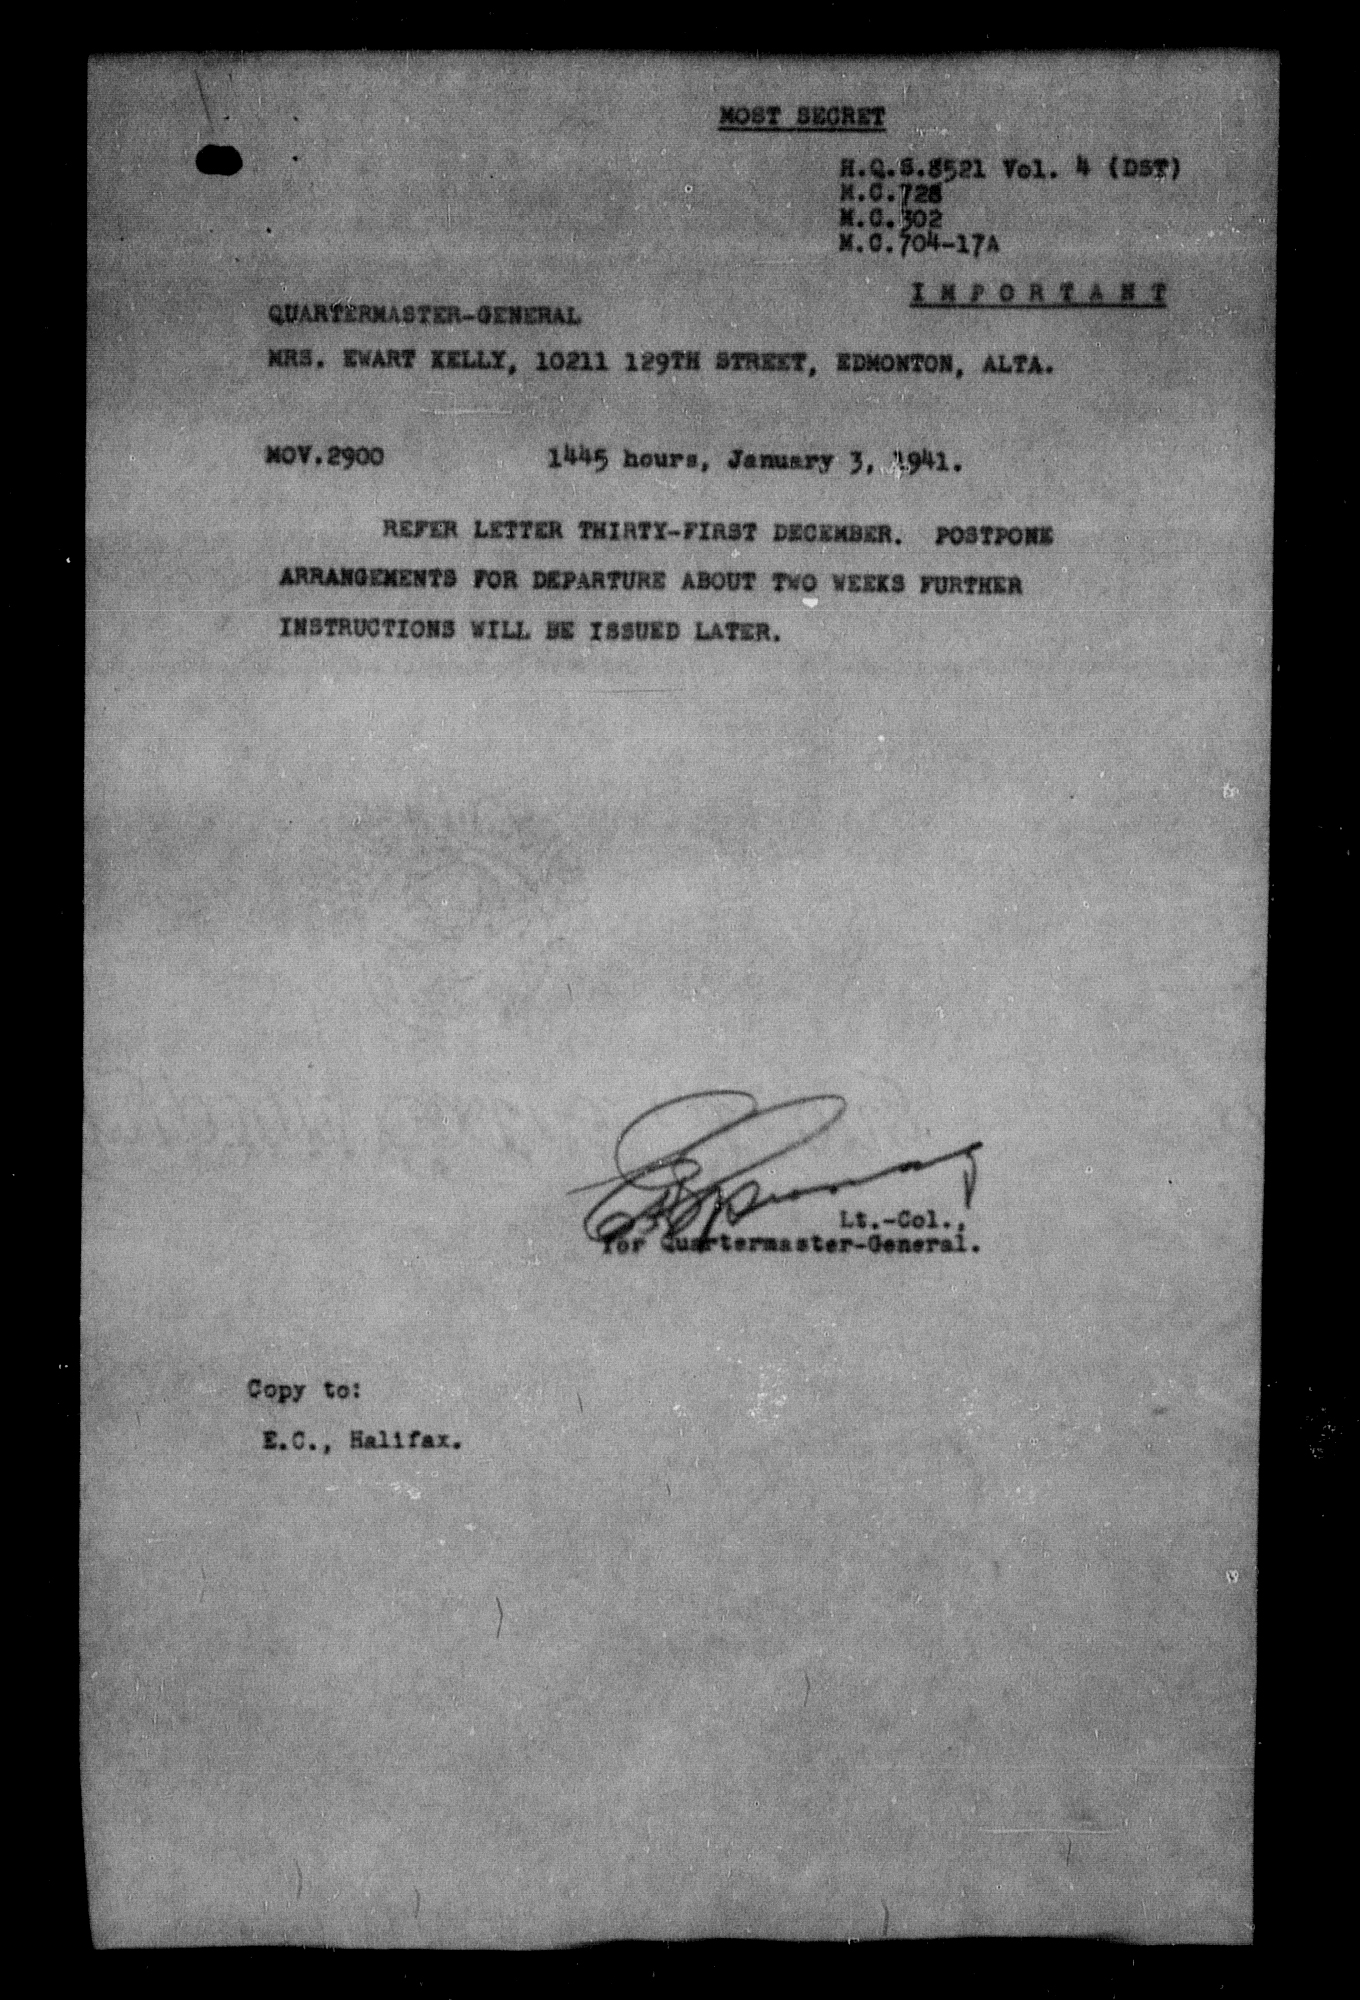 MOST SECRET
H.Q.S.8521 Vol. 4 (DST)
M.C.728
M.C.302
M.C.704-17A
IMPORTANT
QUARTERMASTER-GENERAL
MRS. EWART KELLY, 10211 129TH STREET, EDMONTON, ALTA.
MOV.2900 1445 hours, January 3, 1941.
REFER LETTER THIRTY-FIRST DECEMBER. POSTPONE
ARRANGEMENTS FOR DEPARTURE ABOUT TWO WEEKS FURTHER
INSTRUCTIONS WILL BE ISSUED LATER.
Lt.-Col.,
for Quartermaster-General.
Copy to:
E.C., Halifax.